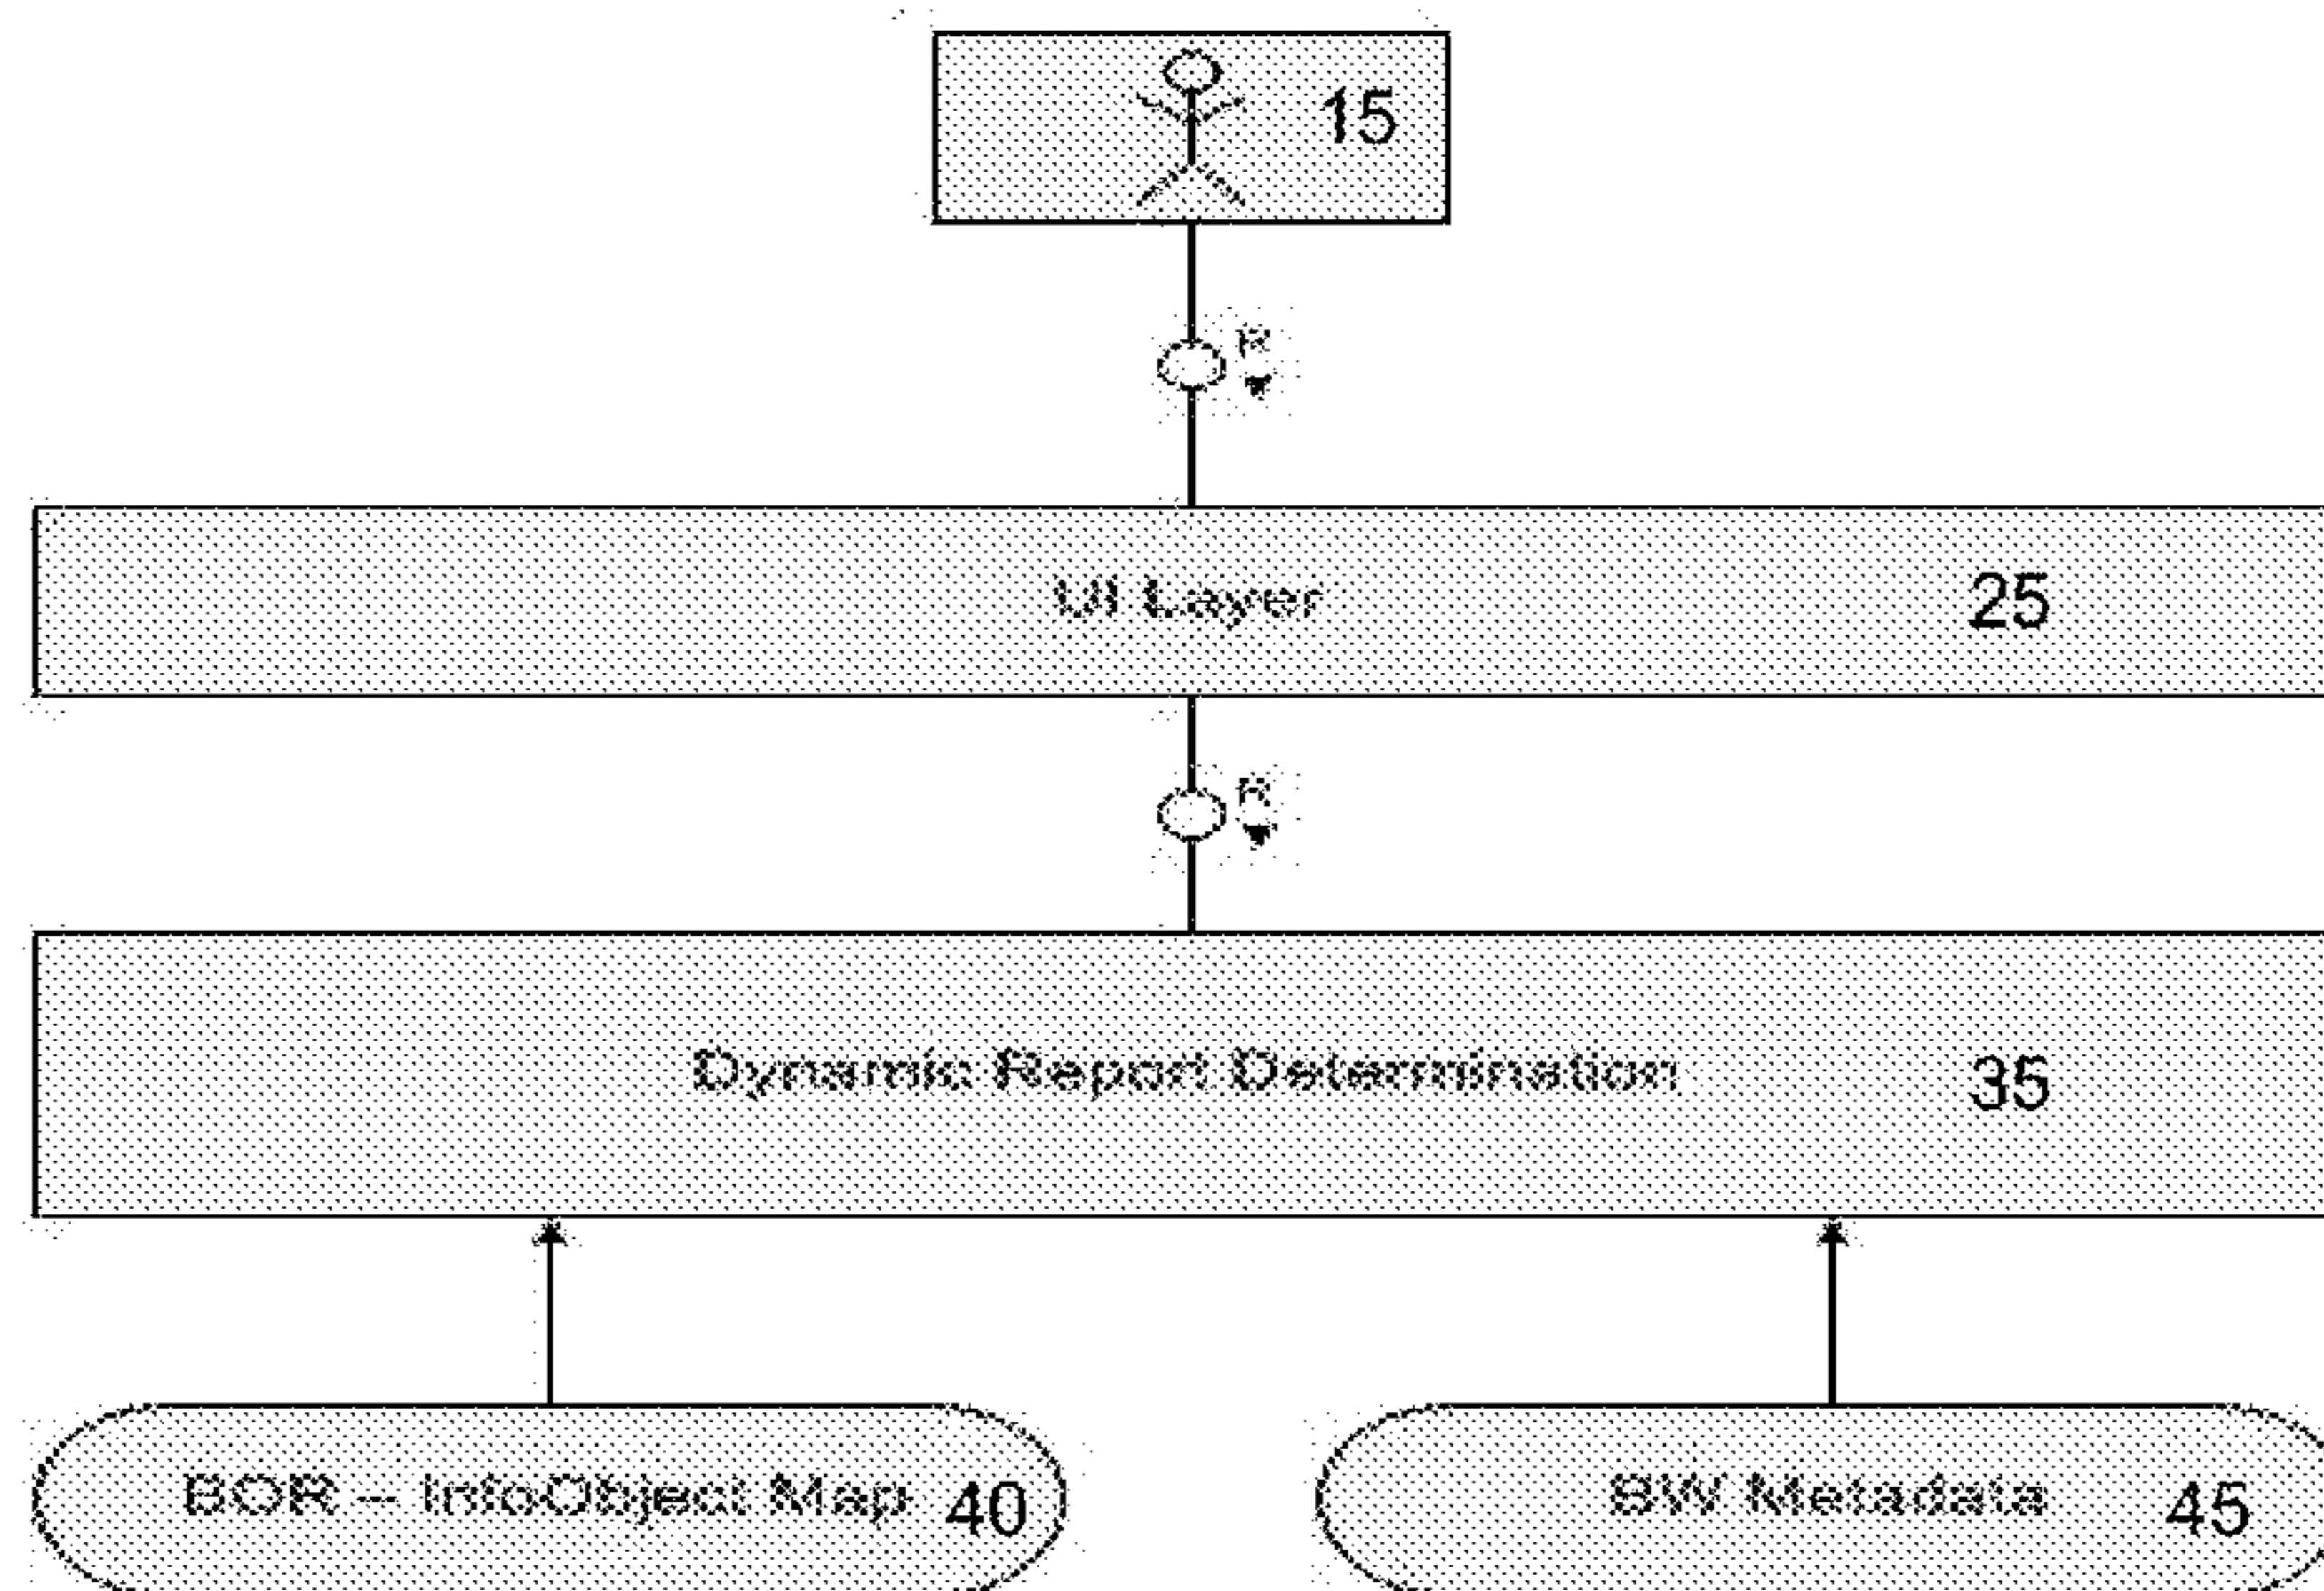 15
R
UI Layer 25
R
Dynamic Report Determination 35
BOR – InfoObject Map 40
BW Metadata 45